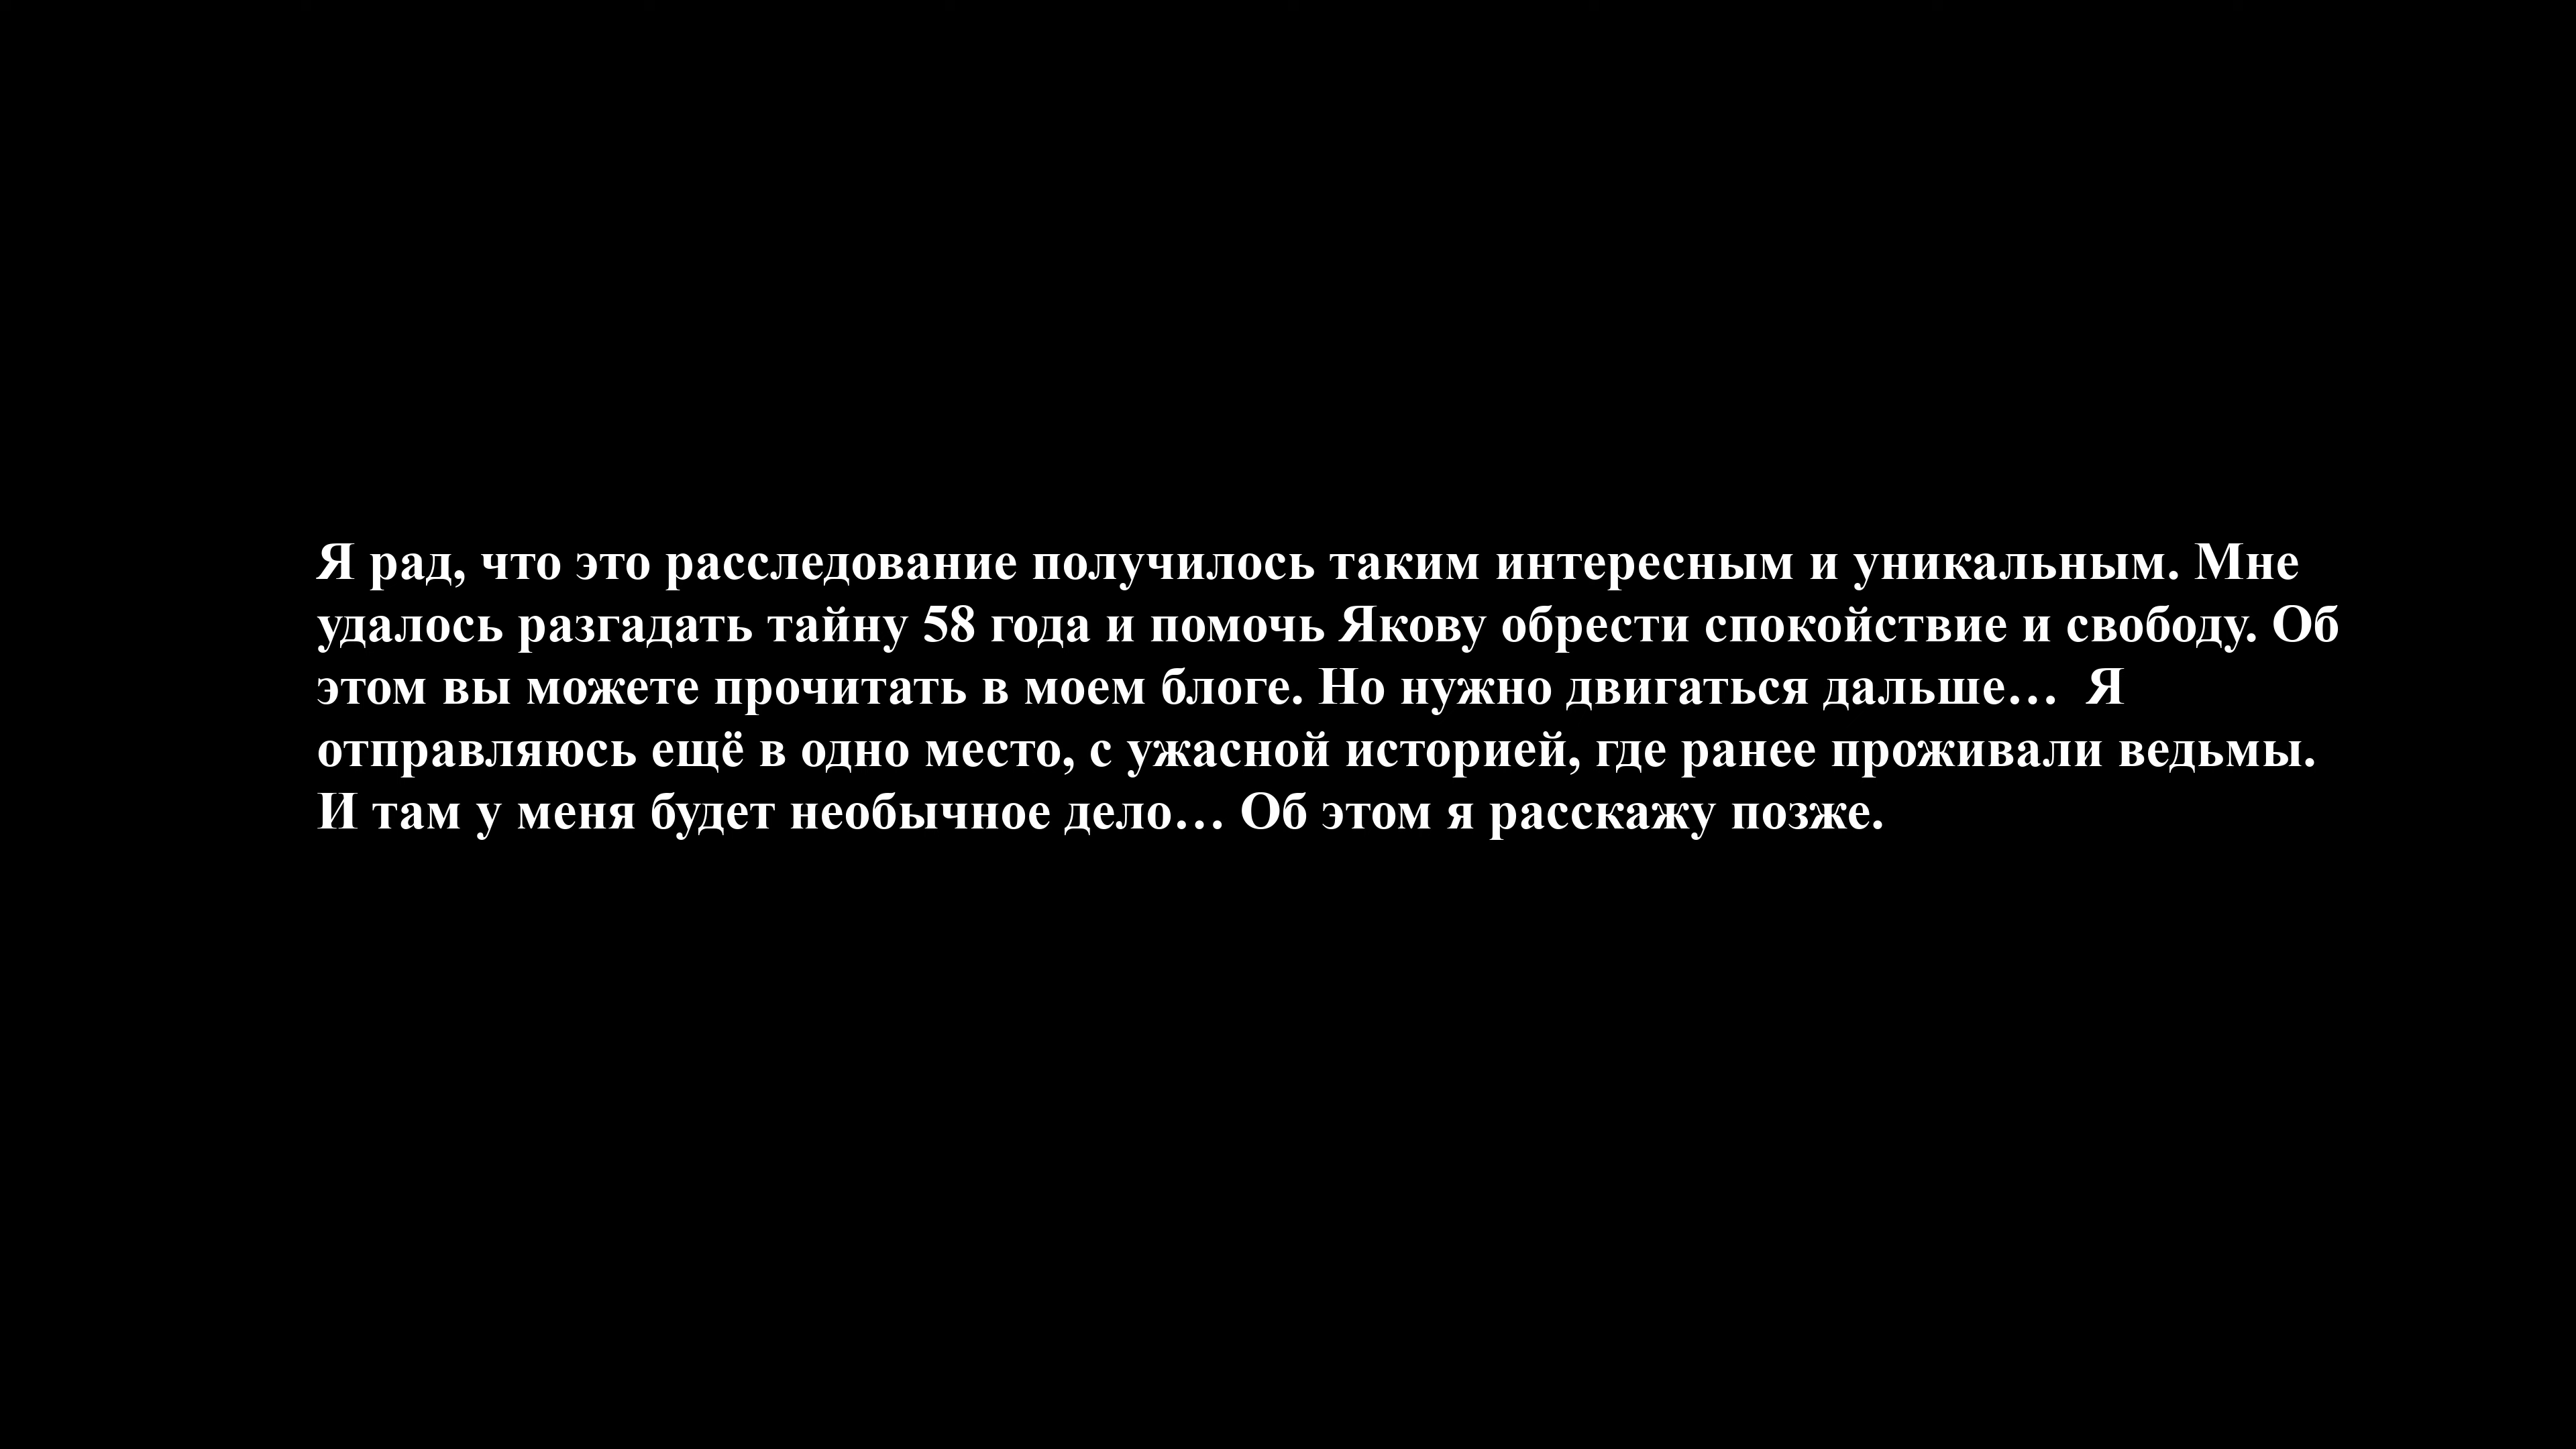 Я рад, что это расследование получилось таким интересным и уникальным. Мне
удалось разгадать тайну 58 года и помочь Якову обрести спокойствие и свободу. Об
этом вы можете прочитать в моем блоге. Но нужно двигаться дальше…  Я
отправляюсь ещё в одно место, с ужасной историей, где ранее проживали ведьмы.
И там у меня будет необычное дело… Об этом я расскажу позже.